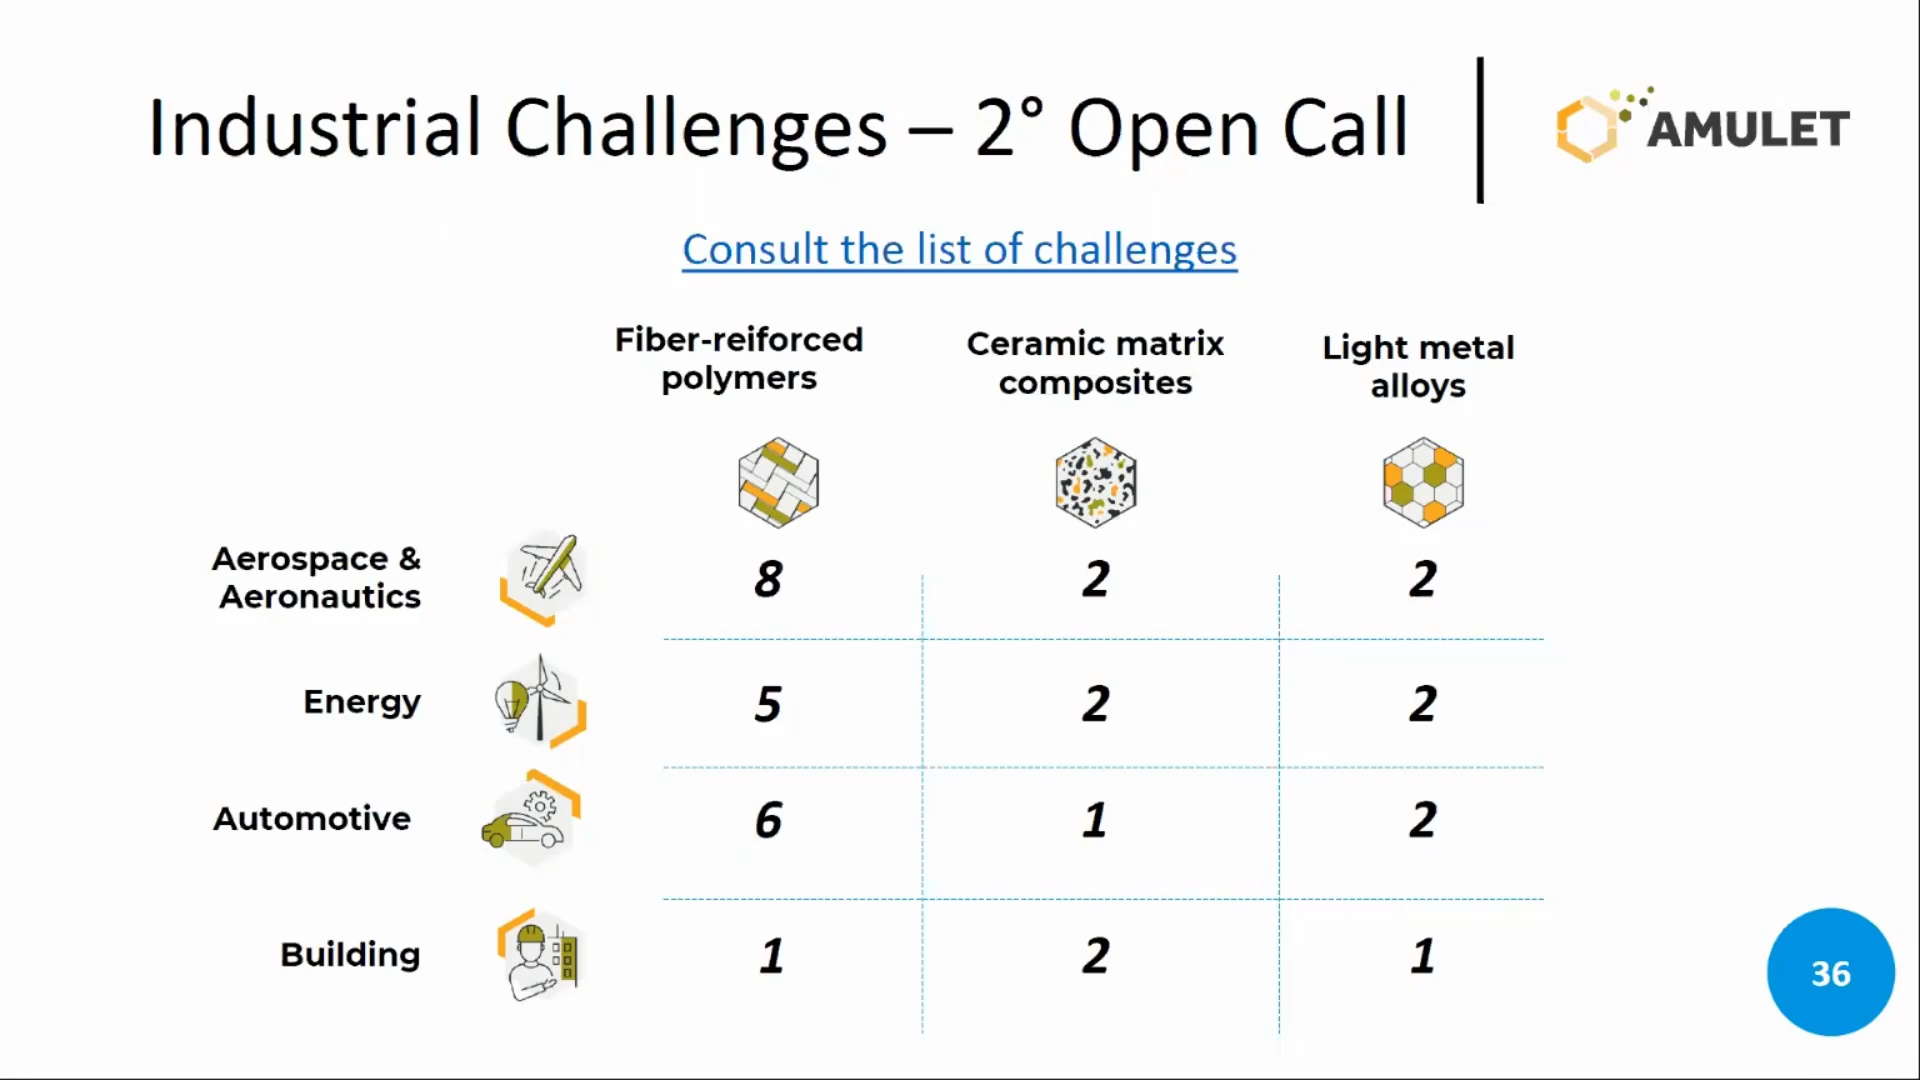 Industrial Challenges – 2° Open Call
AMULET
Consult the list of challenges
Fiber-reiforced
polymers
Ceramic matrix
composites
Light metal
alloys
Aerospace &
Aeronautics
8 2 2
Energy
5 2 2
Automotive
6 1 2
Building
1 2 1
36